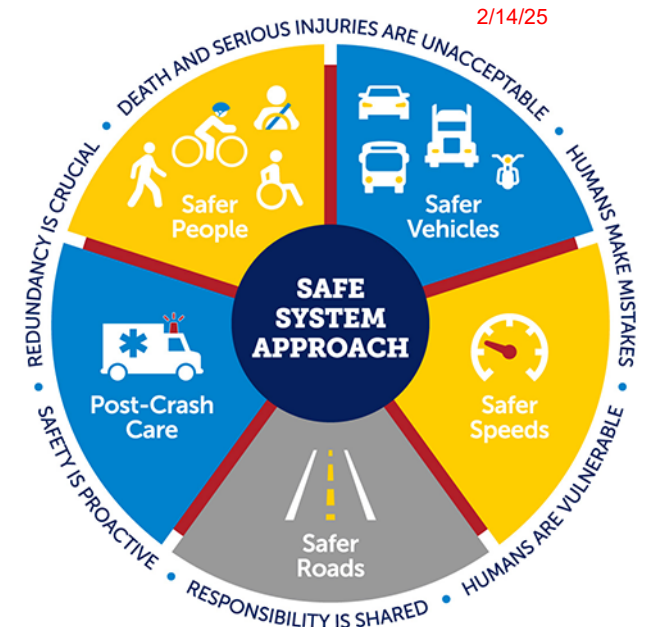 2/14/25
DEATH AND SERIOUS INJURIES ARE UNACCEPTABLE
HUMANS MAKE MISTAKES
HUMANS ARE VULNERABLE
RESPONSIBILITY IS SHARED
SAFETY IS PROACTIVE
REDUNDANCY IS CRUCIAL
Safer
People
Safer
Vehicles
SAFE
SYSTEM
APPROACH
Post-Crash
Care
Safer
Speeds
Safer
Roads